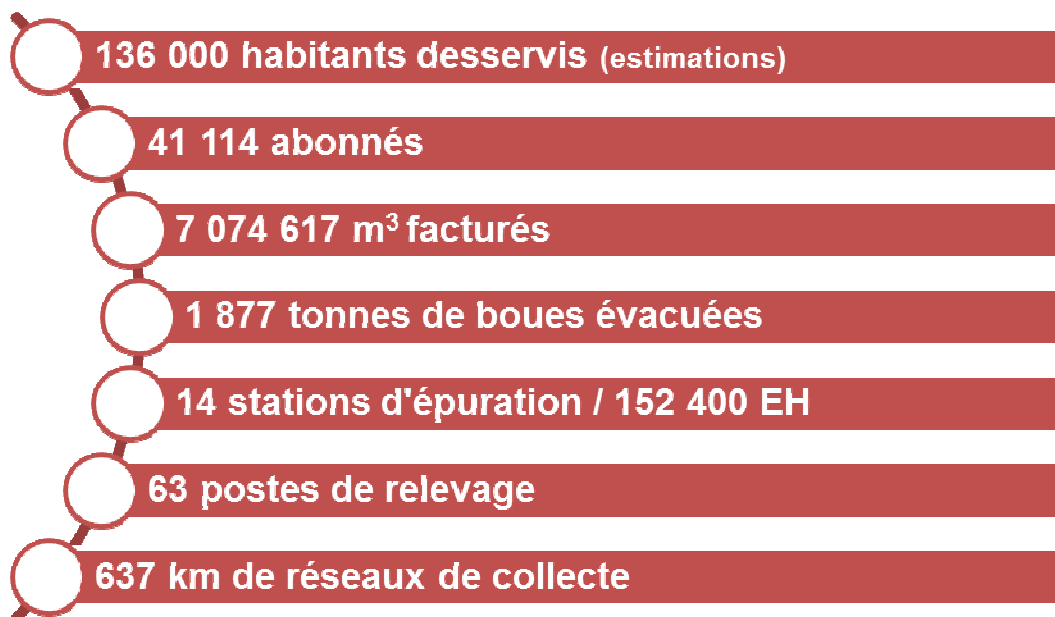 136 000 habitants desservis (estimations)
41 114 abonnés
7 074 617 m³ facturés
1 877 tonnes de boues évacuées
14 stations d'épuration / 152 400 EH
63 postes de relevage
637 km de réseaux de collecte